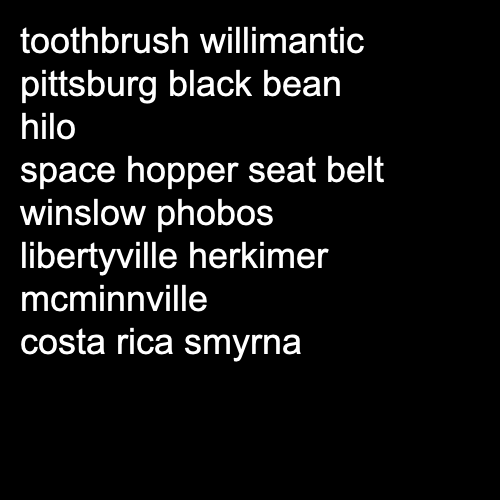 toothbrush willimantic
pittsburg black bean
hilo
space hopper seat belt
winslow phobos
libertyville herkimer
mcminnville
costa rica smyrna